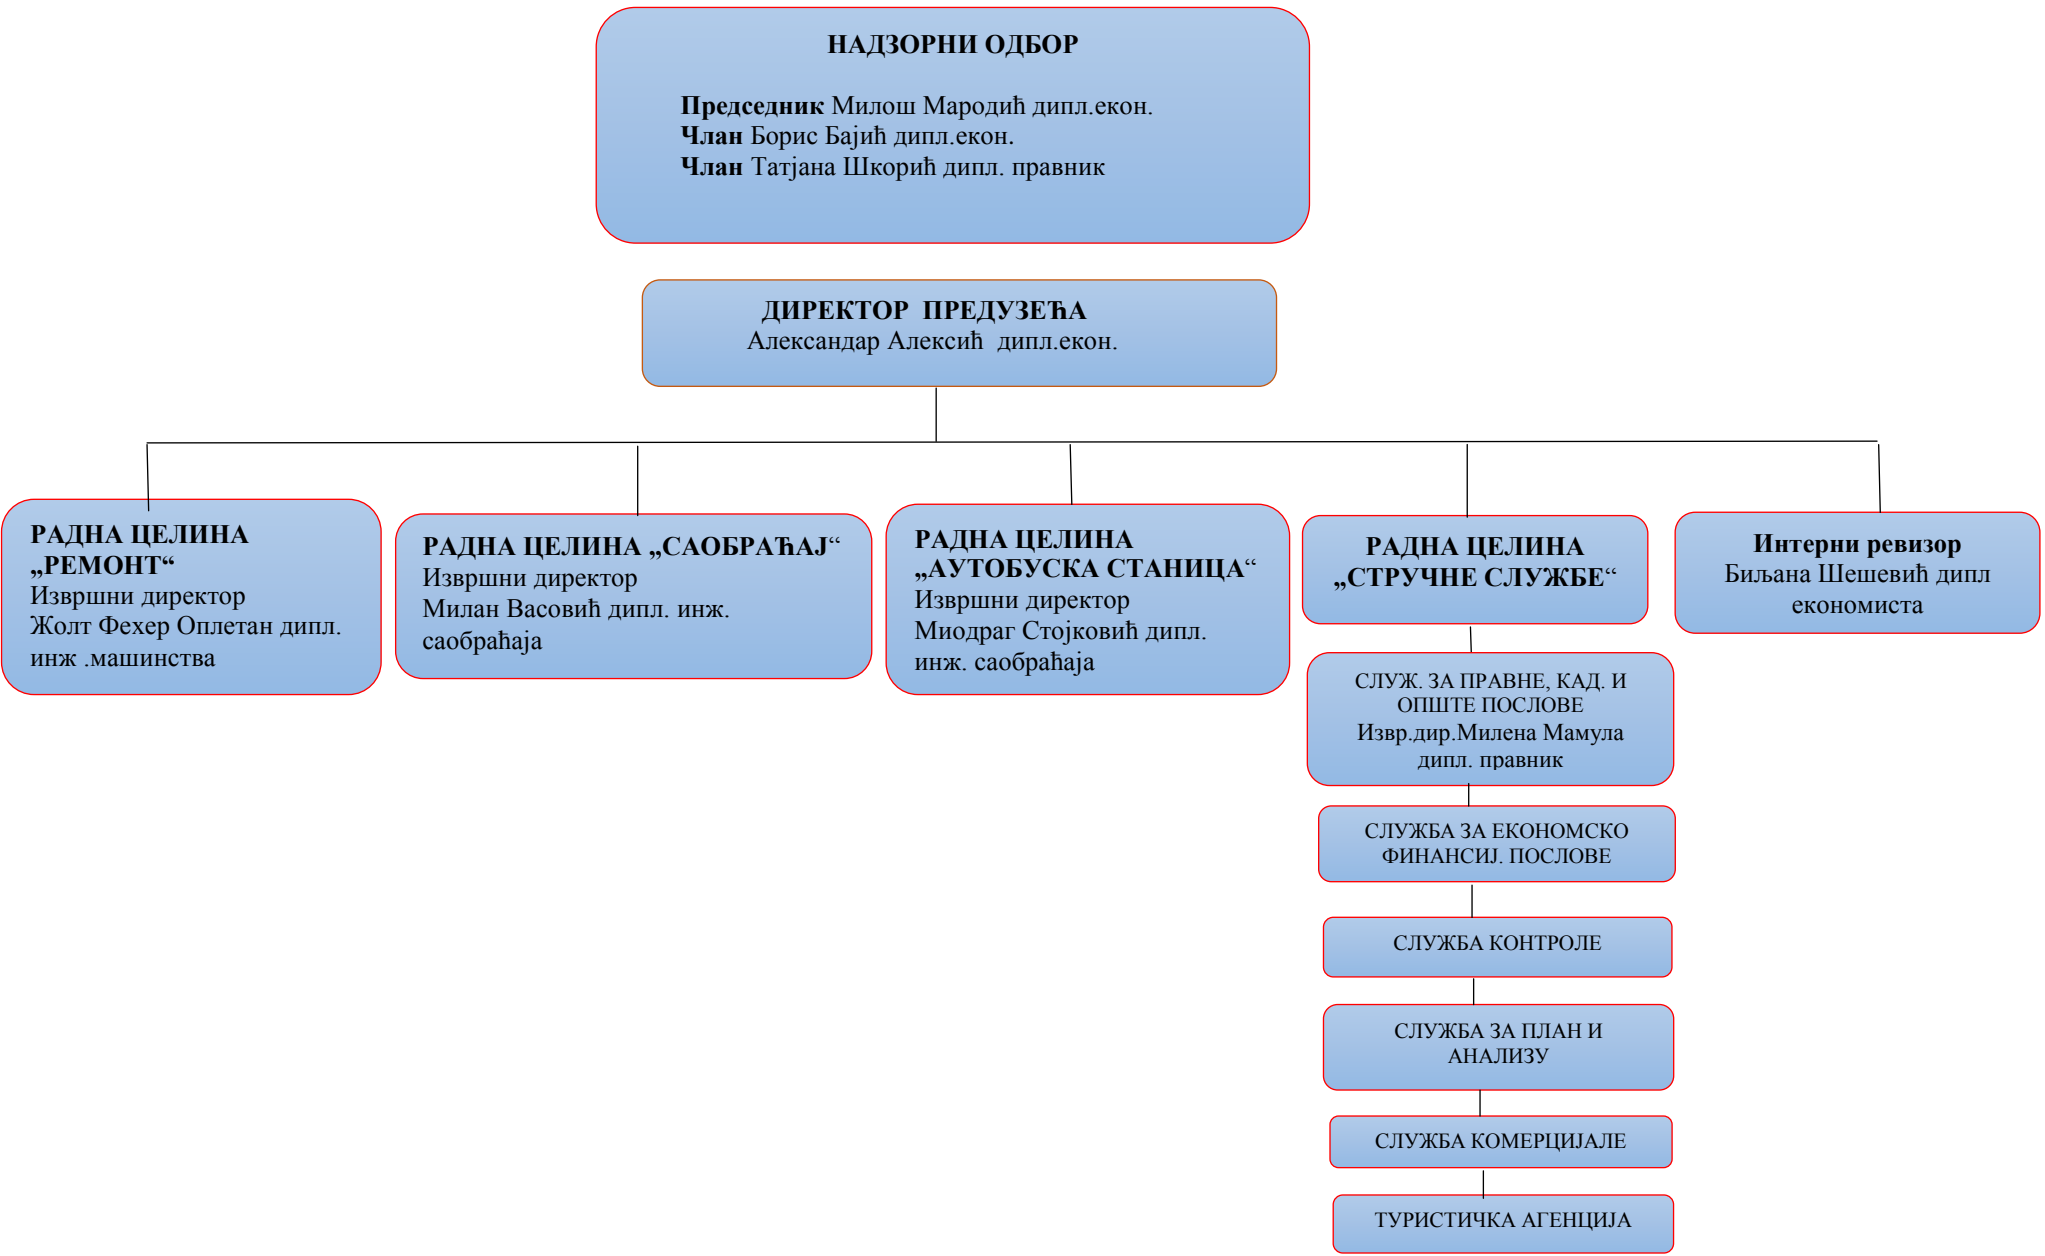 НАДЗОРНИ ОДБОР
Председник Милош Мародић дипл.екон.
Члан Борис Бајић дипл.екон.
Члан Татјана Шкорић дипл. правник
ДИРЕКТОР  ПРЕДУЗЕЋА
Александар Алексић  дипл.екон.
РАДНА ЦЕЛИНА
„РЕМОНТ“
Извршни директор
Жолт Фехер Оплетан дипл.
инж .машинства
РАДНА ЦЕЛИНА „САОБРАЋАЈ“
Извршни директор
Милан Васовић дипл. инж.
саобраћаја
РАДНА ЦЕЛИНА
„АУТОБУСКА СТАНИЦА“
Извршни директор
Миодраг Стојковић дипл.
инж. саобраћаја
РАДНА ЦЕЛИНА
„СТРУЧНЕ СЛУЖБЕ“
Интерни ревизор
Биљана Шешевић дипл
економиста
СЛУЖ. ЗА ПРАВНЕ, КАД. И
ОПШТЕ ПОСЛОВЕ
Извр.дир.Милена Мамула
дипл. правник
СЛУЖБА ЗА ЕКОНОМСКО
ФИНАНСИЈ. ПОСЛОВЕ
СЛУЖБА КОНТРОЛЕ
СЛУЖБА ЗА ПЛАН И
АНАЛИЗУ
СЛУЖБА КОМЕРЦИЈАЛЕ
ТУРИСТИЧКА АГЕНЦИЈА